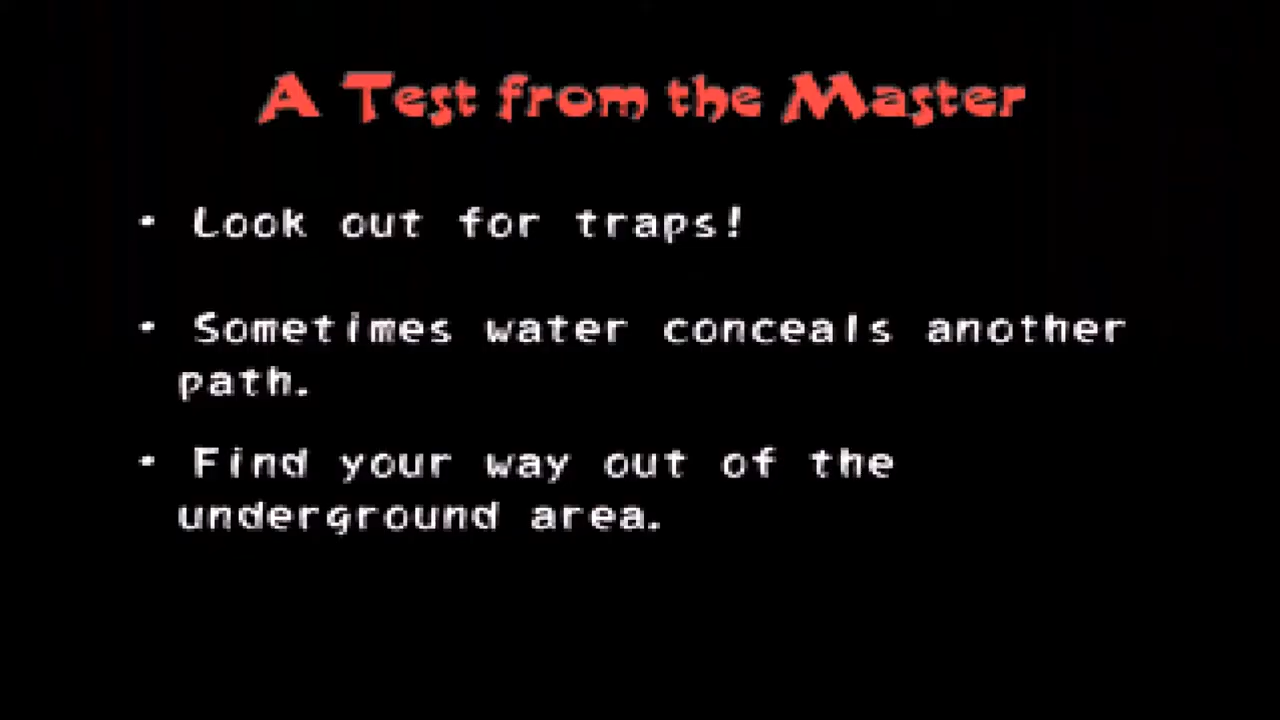 A Test from the Master
• Look out for traps!
• Sometimes water conceals another
path.
• Find your way out of the
underground area.